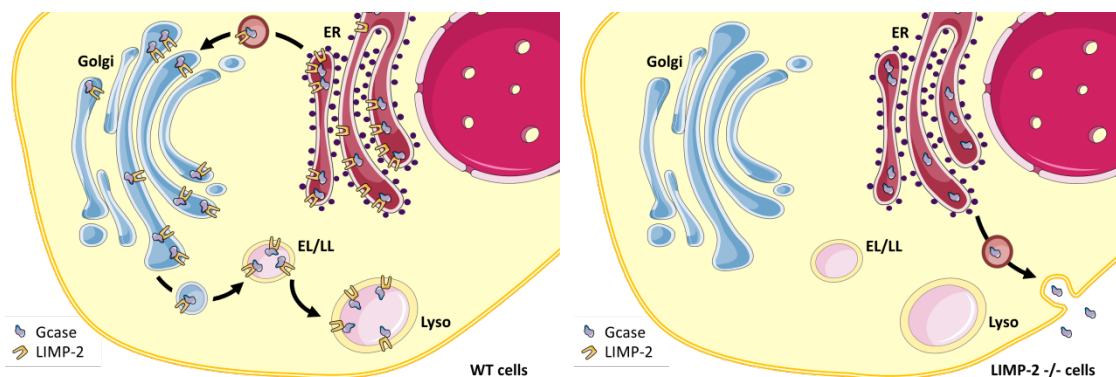 ER
Golgi
EL/LL
Lyso
Gcase
LIMP-2
WT cells
ER
Golgi
EL/LL
Lyso
Gcase
LIMP-2
LIMP-2 -/- cells